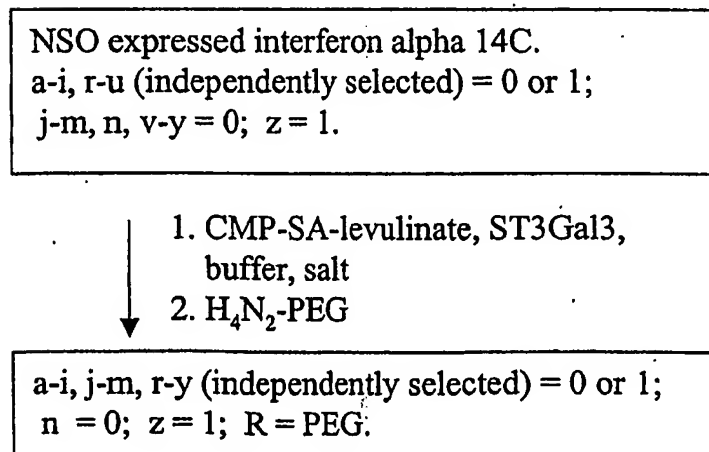 NSO expressed interferon alpha 14C.
a-i, r-u (independently selected) = 0 or 1;
j-m, n, v-y = 0; z = 1.
1. CMP-SA-levulinate, ST3Gal3,
buffer, salt
2. H₄N₂-PEG
a-i, j-m, r-y (independently selected) = 0 or 1;
n = 0; z = 1; R = PEG.